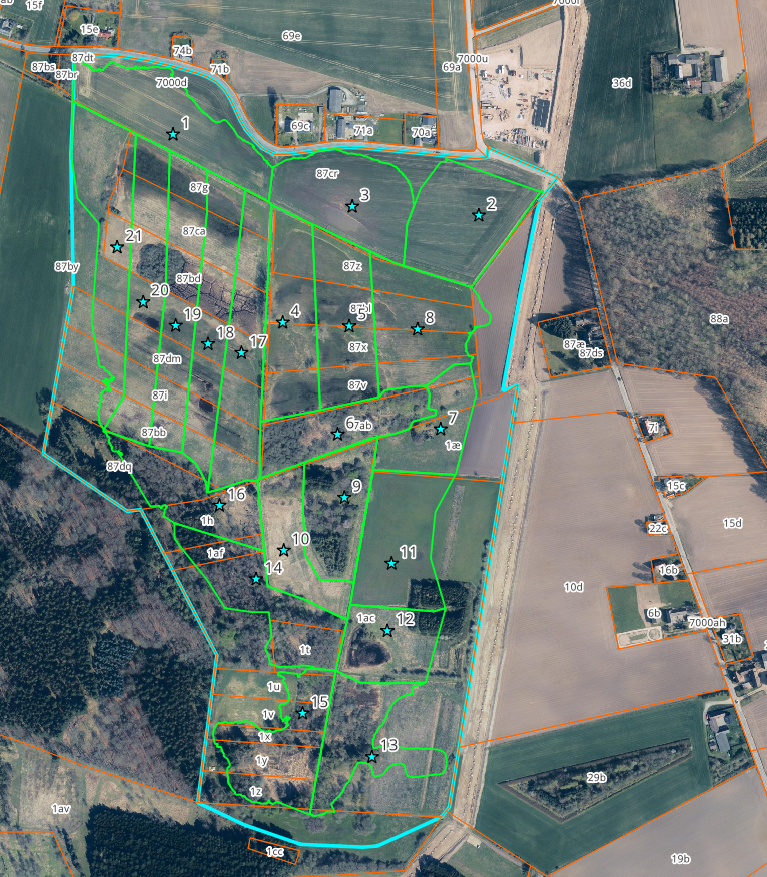 15f
7000f
15e
69e
74b
87dt
7000u
87bs
71b
69a
87br
7000d
36d
69c
71a
70a
1
87cr
87g
3
2
87ca
21
87by
87z
87bd
88a
20
4
5
8
19
18
17
87x
87æ
87ds
87dm
87v
87i
6
7ab
7
7i
87bb
1æ
87dq
15c
9
16
1h
22c
15d
10
1af
11
14
16b
10d
6b
1ac
12
7000ah
31b
1t
1u
15
1v
1x
13
1y
29b
1z
1av
1cc
19b